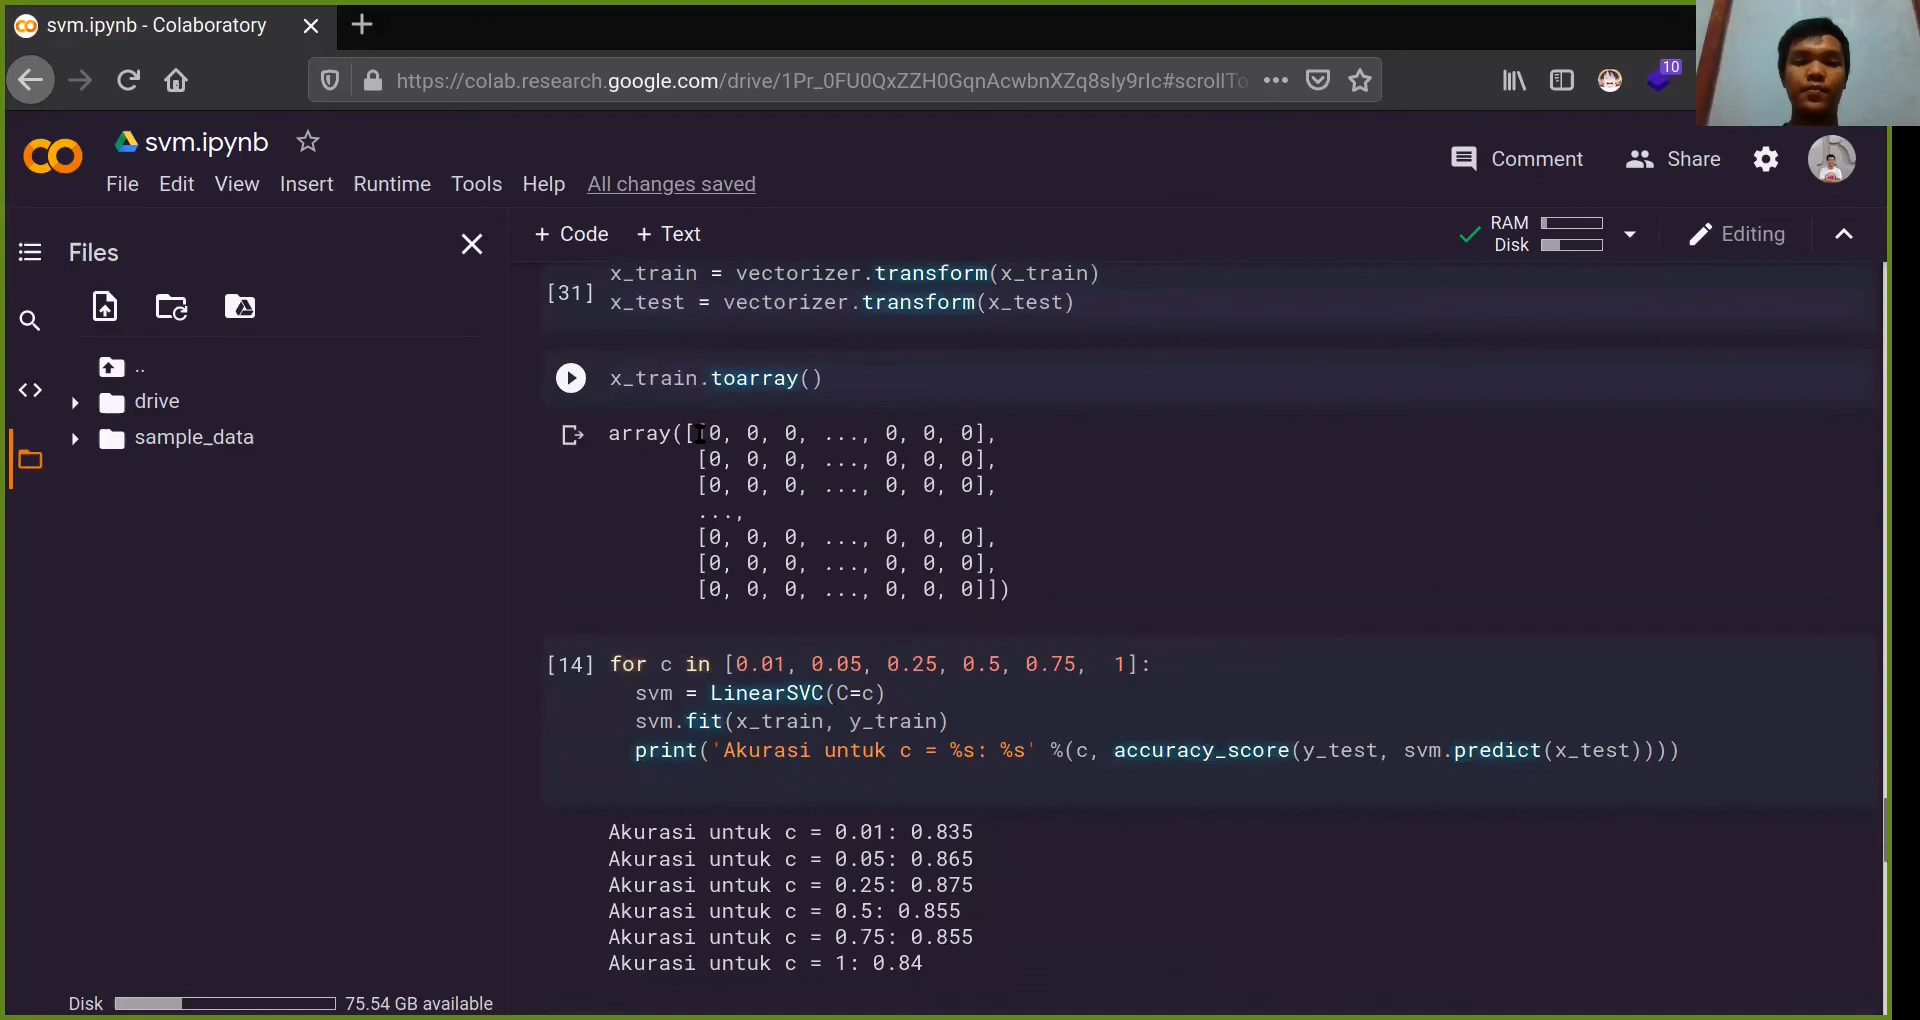 svm.ipynb - Colaboratory
https://colab.research.google.com/drive/1Pr_0FU0QxZZH0GqnAcwbnXZq8sIy9rIc#scrollTo
10
svm.ipynb
File Edit View Insert Runtime Tools Help All changes saved
Comment
Share
Files
+ Code + Text
RAM
Disk
Editing
..
drive
sample_data
Disk 75.54 GB available
[31]
x_train = vectorizer.transform(x_train)
x_test = vectorizer.transform(x_test)
x_train.toarray()
array([[0, 0, 0, ..., 0, 0, 0],
[0, 0, 0, ..., 0, 0, 0],
[0, 0, 0, ..., 0, 0, 0],
...,
[0, 0, 0, ..., 0, 0, 0],
[0, 0, 0, ..., 0, 0, 0],
[0, 0, 0, ..., 0, 0, 0]])
[14] for c in [0.01, 0.05, 0.25, 0.5, 0.75, 1]:
svm = LinearSVC(C=c)
svm.fit(x_train, y_train)
print('Akurasi untuk c = %s: %s' %(c, accuracy_score(y_test, svm.predict(x_test))))
Akurasi untuk c = 0.01: 0.835
Akurasi untuk c = 0.05: 0.865
Akurasi untuk c = 0.25: 0.875
Akurasi untuk c = 0.5: 0.855
Akurasi untuk c = 0.75: 0.855
Akurasi untuk c = 1: 0.84